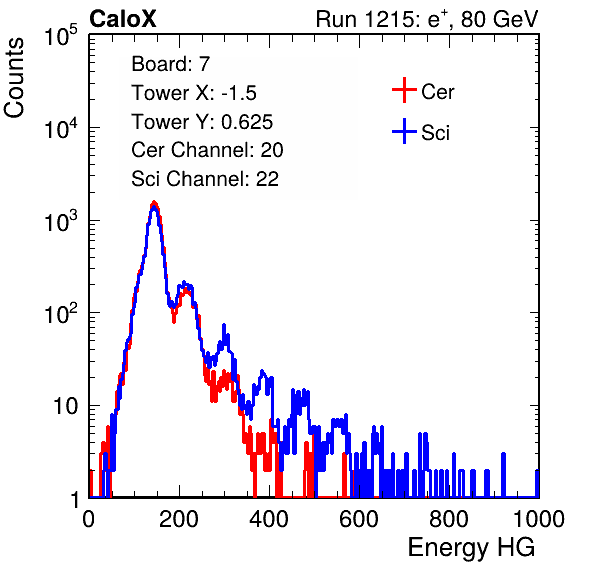 CaloX Run 1215: e⁺, 80 GeV
Counts
10⁵
10⁴
10³
10²
10
1
Board: 7
Tower X: -1.5
Tower Y: 0.625
Cer Channel: 20
Sci Channel: 22
Cer
Sci
0 200 400 600 800 1000
Energy HG